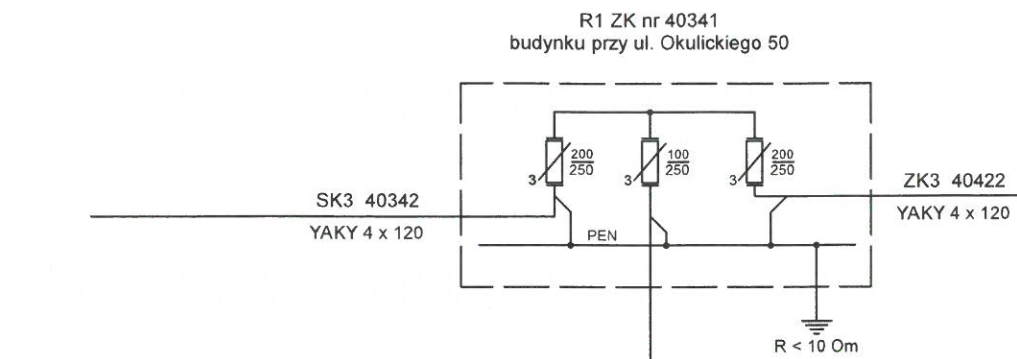 R1 ZK nr 40341
budynku przy ul. Okulickiego 50
200
250
3
100
250
3
200
250
3
SK3 40342
YAKY 4 x 120
ZK3 40422
YAKY 4 x 120
PEN
R < 10 Om